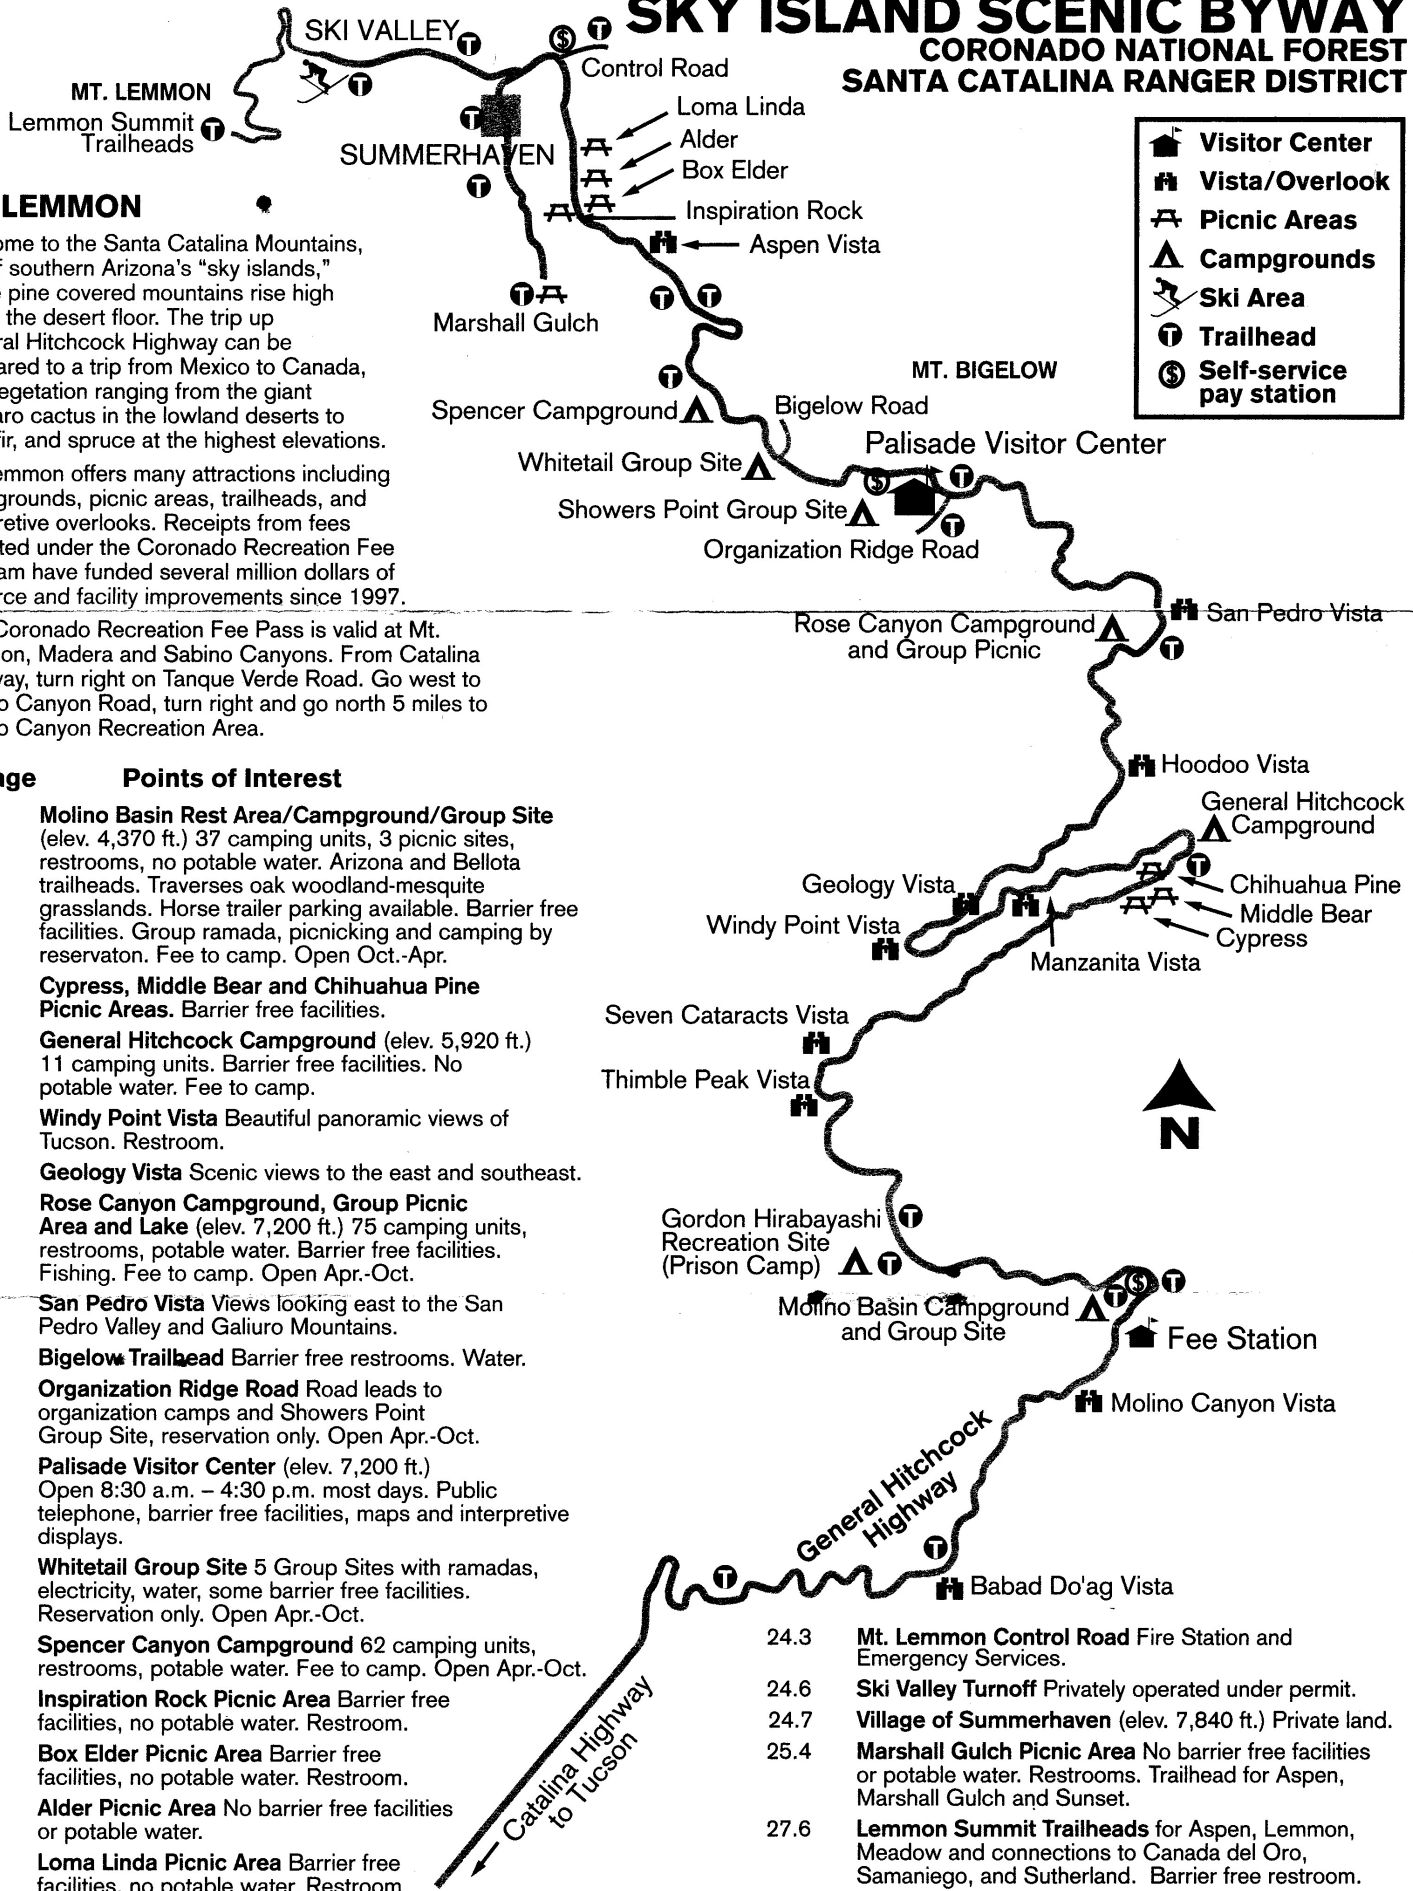 SKY ISLAND SCENIC BYWAY
CORONADO NATIONAL FOREST
SANTA CATALINA RANGER DISTRICT
Visitor Center
Vista/Overlook
Picnic Areas
Campgrounds
Ski Area
Trailhead
Self-service
pay station
SKI VALLEY
Control Road
MT. LEMMON
Lemmon Summit
Trailheads
SUMMERHAVEN
Loma Linda
Alder
Box Elder
Inspiration Rock
Aspen Vista
Marshall Gulch
MT. BIGELOW
Spencer Campground
Bigelow Road
Palisade Visitor Center
Whitetail Group Site
Showers Point Group Site
Organization Ridge Road
San Pedro Vista
Rose Canyon Campground
and Group Picnic
Hoodoo Vista
General Hitchcock
Campground
Geology Vista
Chihuahua Pine
Windy Point Vista
Middle Bear
Cypress
Manzanita Vista
Seven Cataracts Vista
Thimble Peak Vista
N
Gordon Hirabayashi
Recreation Site
(Prison Camp)
Molino Basin Campground
and Group Site
Fee Station
Molino Canyon Vista
General Hitchcock
Highway
Babad Do'ag Vista
Catalina Highway
to Tucson
LEMMON
ome to the Santa Catalina Mountains,
f southern Arizona's “sky islands,”
e pine covered mountains rise high
the desert floor. The trip up
ral Hitchcock Highway can be
ared to a trip from Mexico to Canada,
egetation ranging from the giant
aro cactus in the lowland deserts to
fir, and spruce at the highest elevations.
emmon offers many attractions including
grounds, picnic areas, trailheads, and
retive overlooks. Receipts from fees
ted under the Coronado Recreation Fee
am have funded several million dollars of
rce and facility improvements since 1997.
Coronado Recreation Fee Pass is valid at Mt.
on, Madera and Sabino Canyons. From Catalina
way, turn right on Tanque Verde Road. Go west to
o Canyon Road, turn right and go north 5 miles to
o Canyon Recreation Area.
age Points of Interest
Molino Basin Rest Area/Campground/Group Site
(elev. 4,370 ft.) 37 camping units, 3 picnic sites,
restrooms, no potable water. Arizona and Bellota
trailheads. Traverses oak woodland-mesquite
grasslands. Horse trailer parking available. Barrier free
facilities. Group ramada, picnicking and camping by
reservaton. Fee to camp. Open Oct.-Apr.
Cypress, Middle Bear and Chihuahua Pine
Picnic Areas. Barrier free facilities.
General Hitchcock Campground (elev. 5,920 ft.)
11 camping units. Barrier free facilities. No
potable water. Fee to camp.
Windy Point Vista Beautiful panoramic views of
Tucson. Restroom.
Geology Vista Scenic views to the east and southeast.
Rose Canyon Campground, Group Picnic
Area and Lake (elev. 7,200 ft.) 75 camping units,
restrooms, potable water. Barrier free facilities.
Fishing. Fee to camp. Open Apr.-Oct.
San Pedro Vista Views looking east to the San
Pedro Valley and Galiuro Mountains.
Bigelow Trailhead Barrier free restrooms. Water.
Organization Ridge Road Road leads to
organization camps and Showers Point
Group Site, reservation only. Open Apr.-Oct.
Palisade Visitor Center (elev. 7,200 ft.)
Open 8:30 a.m. – 4:30 p.m. most days. Public
telephone, barrier free facilities, maps and interpretive
displays.
Whitetail Group Site 5 Group Sites with ramadas,
electricity, water, some barrier free facilities.
Reservation only. Open Apr.-Oct.
Spencer Canyon Campground 62 camping units,
restrooms, potable water. Fee to camp. Open Apr.-Oct.
Inspiration Rock Picnic Area Barrier free
facilities, no potable water. Restroom.
Box Elder Picnic Area Barrier free
facilities, no potable water. Restroom.
Alder Picnic Area No barrier free facilities
or potable water.
Loma Linda Picnic Area Barrier free
facilities, no potable water. Restroom
24.3 Mt. Lemmon Control Road Fire Station and
Emergency Services.
24.6 Ski Valley Turnoff Privately operated under permit.
24.7 Village of Summerhaven (elev. 7,840 ft.) Private land.
25.4 Marshall Gulch Picnic Area No barrier free facilities
or potable water. Restrooms. Trailhead for Aspen,
Marshall Gulch and Sunset.
27.6 Lemmon Summit Trailheads for Aspen, Lemmon,
Meadow and connections to Canada del Oro,
Samaniego, and Sutherland. Barrier free restroom.